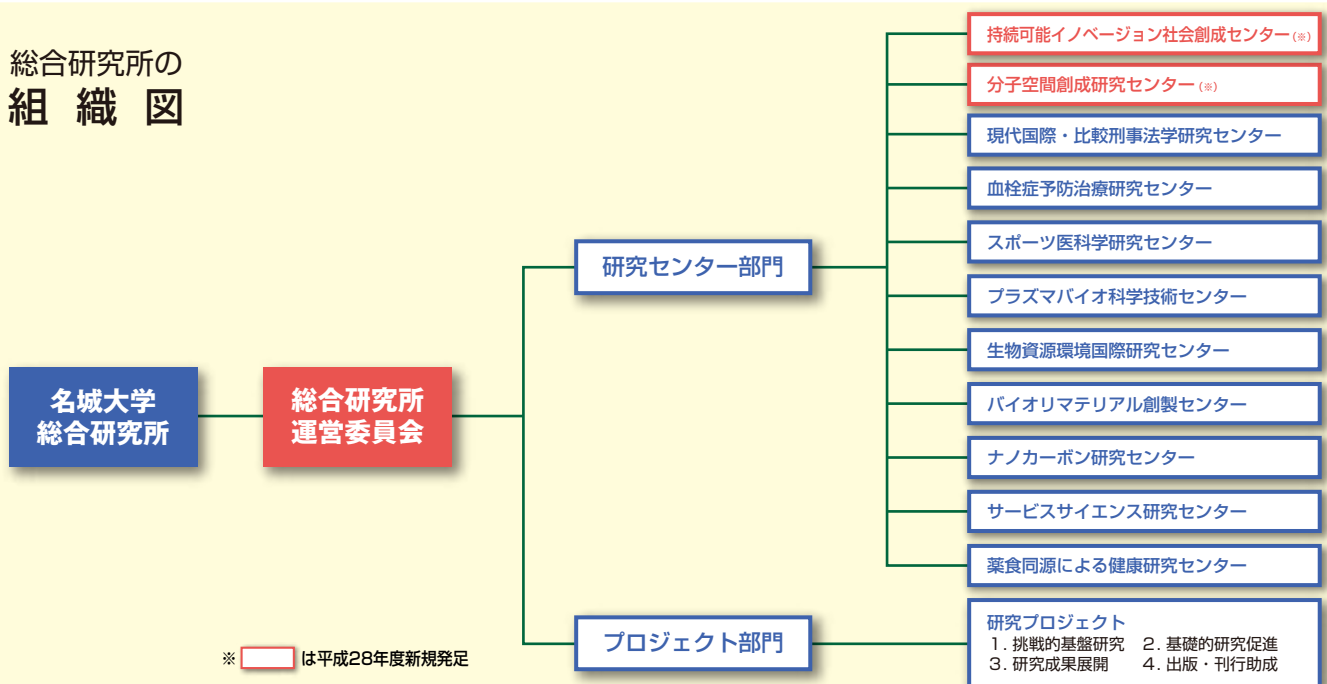 総合研究所の
組織図
名城大学
総合研究所
総合研究所
運営委員会
研究センター部門
持続可能イノベーション社会創成センター(※)
分子空間創成研究センター(※)
現代国際・比較刑事法学研究センター
血栓症予防治療研究センター
スポーツ医科学研究センター
プラズマバイオ科学技術センター
生物資源環境国際研究センター
バイオリマテリアル創製センター
ナノカーボン研究センター
サービスサイエンス研究センター
薬食同源による健康研究センター
プロジェクト部門
研究プロジェクト
1. 挑戦的基盤研究 2. 基礎的研究促進
3. 研究成果展開 4. 出版・刊行助成
※ は平成28年度新規発足